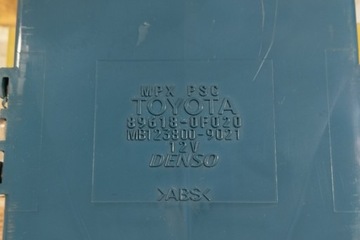 MPX PSC
TOYOTA
89618-0F020
MB123800-9021
12V
DENSO
>ABS<